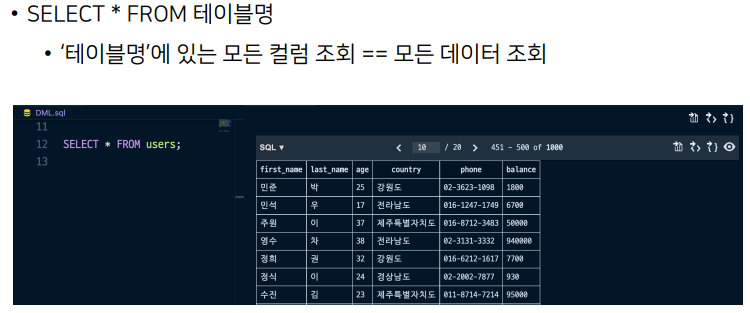 • SELECT * FROM 테이블명
• ‘테이블명’에 있는 모든 컬럼 조회 == 모든 데이터 조회
DML.sql
11
12 SELECT * FROM users;
13
SQL ▾ < 10 / 20 > 451 - 500 of 1000
first_name last_name age country phone balance
민준 박 25 강원도 02-3623-1098 1800
민석 우 17 전라남도 016-1247-1749 6700
주원 이 37 제주특별자치도 016-8712-3483 50000
영수 차 38 전라남도 02-3131-3332 940000
정희 권 32 강원도 016-6212-1617 7700
정식 이 24 경상남도 02-2002-7877 930
수진 김 23 제주특별자치도 011-8714-7214 95000